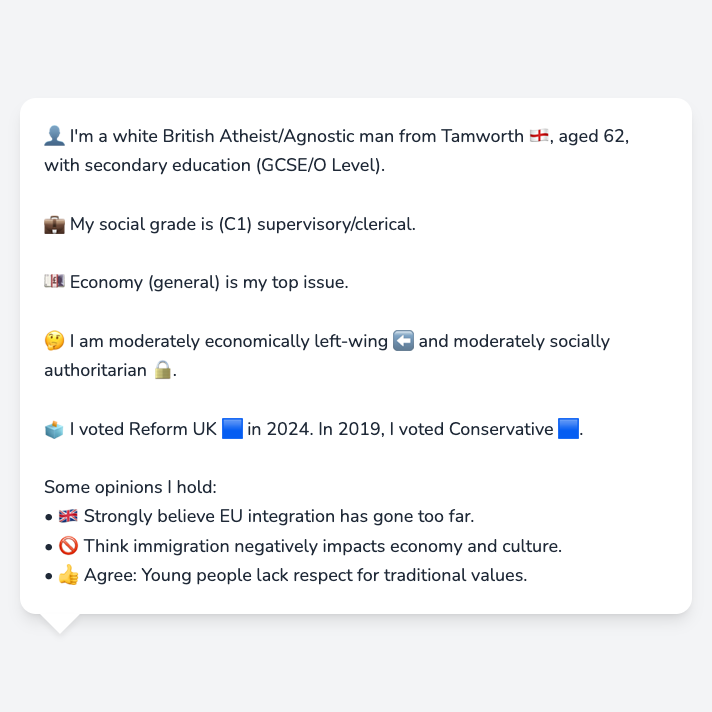 👤 I'm a white British Atheist/Agnostic man from Tamworth 🏴󠁧󠁢󠁥󠁮󠁧󠁿, aged 62,
with secondary education (GCSE/O Level).
💼 My social grade is (C1) supervisory/clerical.
💷 Economy (general) is my top issue.
🤔 I am moderately economically left-wing ⬅️ and moderately socially
authoritarian 🔒.
🗳️ I voted Reform UK 🟦 in 2024. In 2019, I voted Conservative 🟦.
Some opinions I hold:
• 🇬🇧 Strongly believe EU integration has gone too far.
• 🚫 Think immigration negatively impacts economy and culture.
• 👍 Agree: Young people lack respect for traditional values.